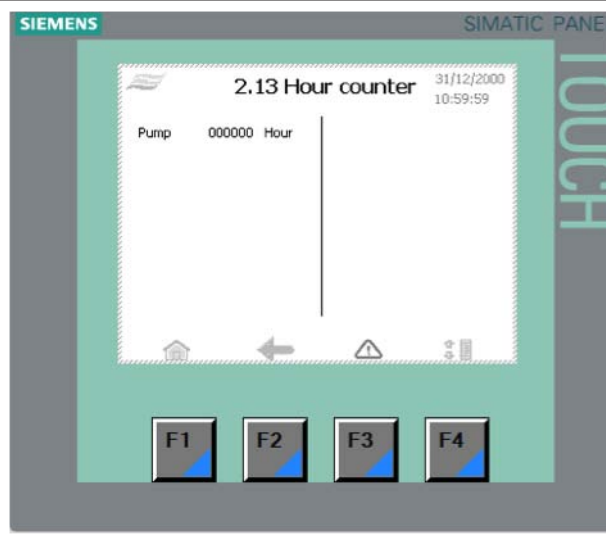 SIEMENS
SIMATIC PANE
TOUCH
2.13 Hour counter
31/12/2000
10:59:59
Pump 000000 Hour
F1 F2 F3 F4